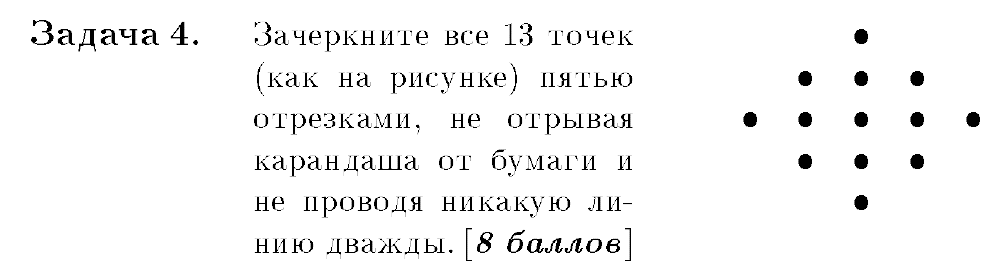 Задача 4. Зачеркните все 13 точек
(как на рисунке) пятью
отрезками, не отрывая
карандаша от бумаги и
не проводя никакую ли-
нию дважды. [8 баллов]